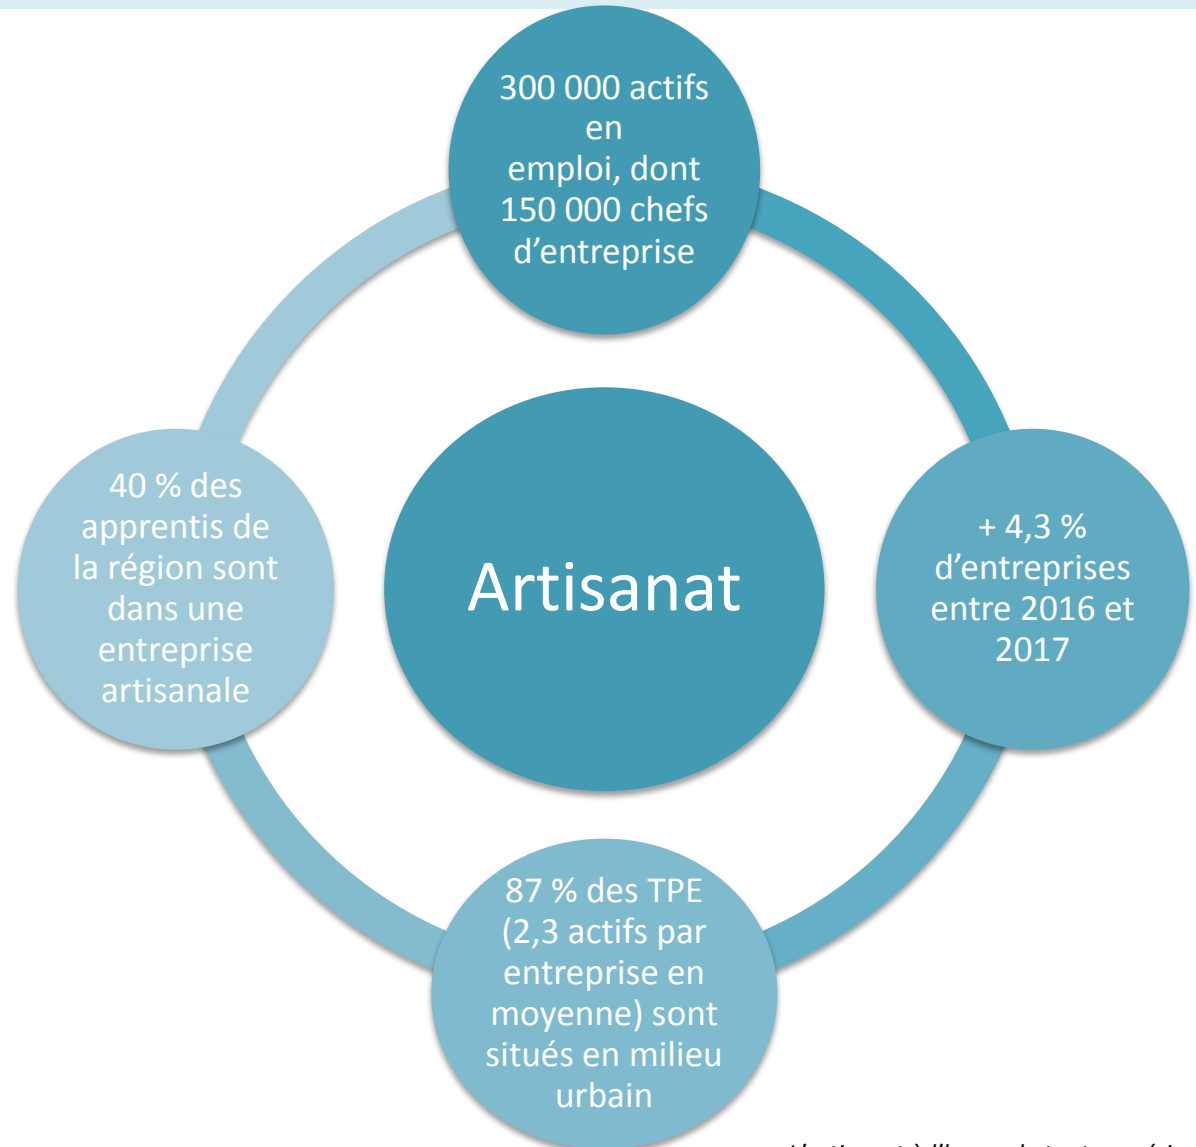 300 000 actifs
en
emploi, dont
150 000 chefs
d’entreprise
40 % des
apprentis de
la région sont
dans une
entreprise
artisanale
Artisanat
+ 4,3 %
d’entreprises
entre 2016 et
2017
87 % des TPE
(2,3 actifs par
entreprise en
moyenne) sont
situés en milieu
urbain